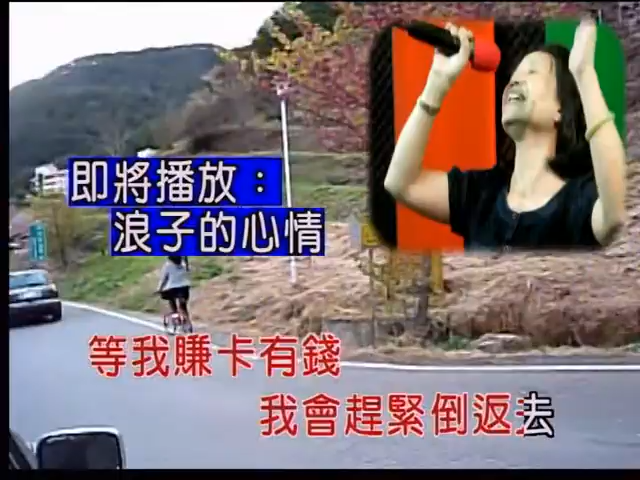 即將播放：
浪子的心情
等我賺卡有錢
我會趕緊倒返去